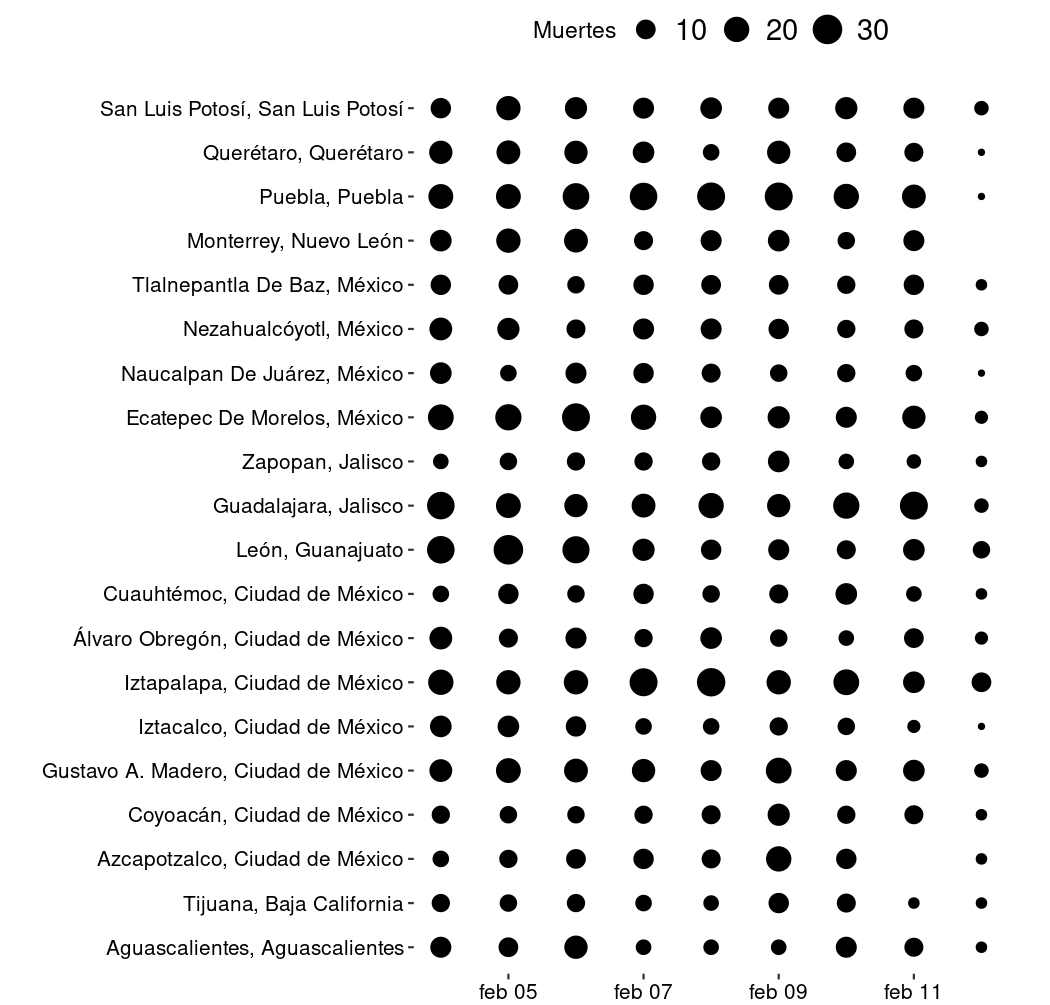 Muertes 10 20 30
San Luis Potosí, San Luis Potosí
Querétaro, Querétaro
Puebla, Puebla
Monterrey, Nuevo León
Tlalnepantla De Baz, México
Nezahualcóyotl, México
Naucalpan De Juárez, México
Ecatepec De Morelos, México
Zapopan, Jalisco
Guadalajara, Jalisco
León, Guanajuato
Cuauhtémoc, Ciudad de México
Álvaro Obregón, Ciudad de México
Iztapalapa, Ciudad de México
Iztacalco, Ciudad de México
Gustavo A. Madero, Ciudad de México
Coyoacán, Ciudad de México
Azcapotzalco, Ciudad de México
Tijuana, Baja California
Aguascalientes, Aguascalientes
feb 05 feb 07 feb 09 feb 11